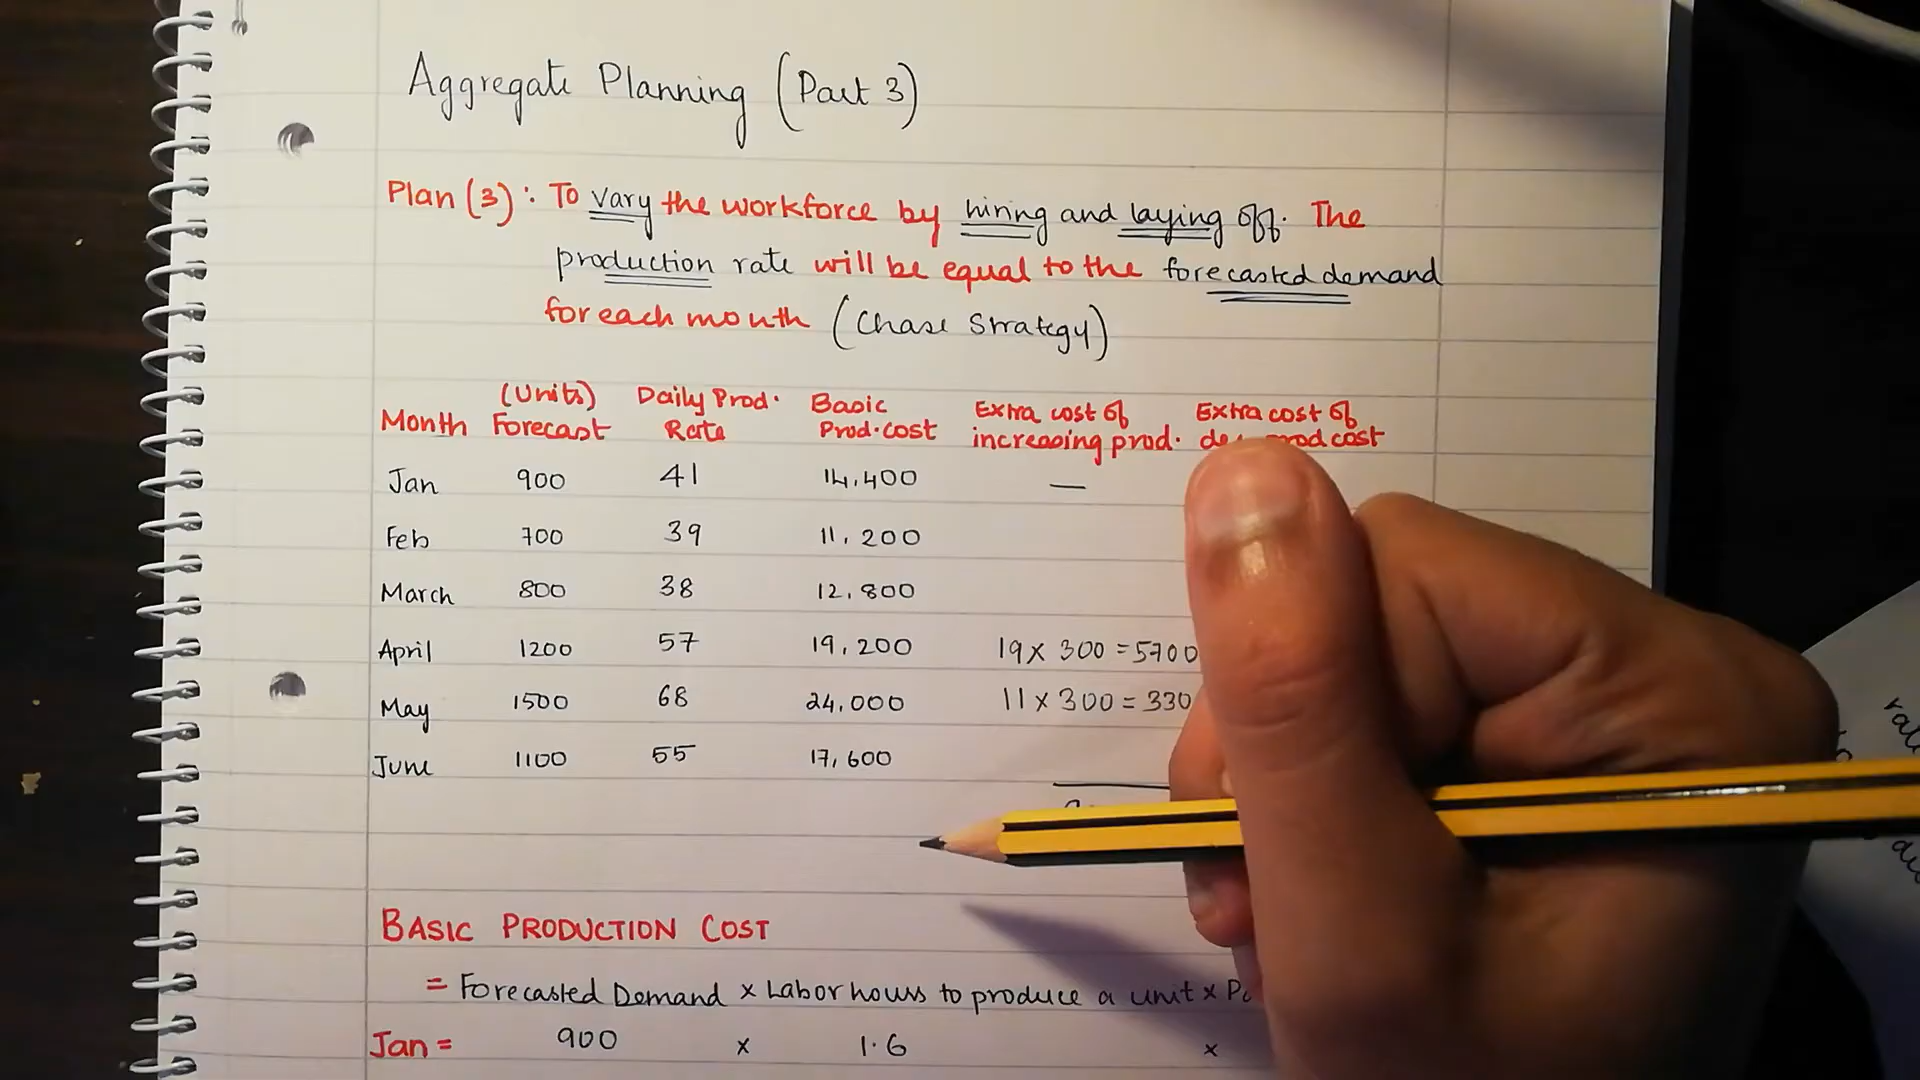 Aggregate Planning (Part 3)
Plan (3): To vary the workforce by hiring and laying off. The
production rate will be equal to the forecasted demand
for each month (Chase Strategy)
Month (Units) Forecast Daily Prod. Rate Basic Prod. cost Extra cost of increasing prod. Extra cost of prod cost
Jan 900 41 14,400 —
Feb 700 39 11,200
March 800 38 12,800
April 1200 57 19,200 19 x 300 = 5700
May 1500 68 24,000 11 x 300 = 330
June 1100 55 17,600
BASIC PRODUCTION COST
= Forecasted Demand x Labor hours to produce a unit x
Jan = 900 x 1.6 x